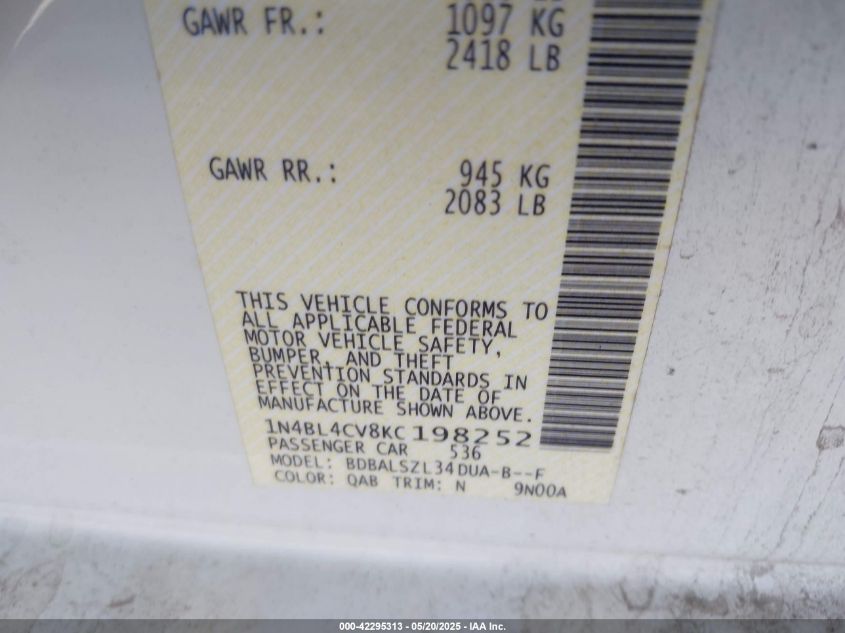 GAWR FR.: 1097 KG
2418 LB
GAWR RR.: 945 KG
2083 LB
THIS VEHICLE CONFORMS TO
ALL APPLICABLE FEDERAL
MOTOR VEHICLE SAFETY,
BUMPER, AND THEFT
PREVENTION STANDARDS IN
EFFECT ON THE DATE OF
MANUFACTURE SHOWN ABOVE.
1N4BL4CV8KC198252
PASSENGER CAR 536
MODEL: BDBALSZL34DUA-B--F
COLOR: QAB TRIM: N 9N00A
000-42295313 - 05/20/2025 - IAA Inc.